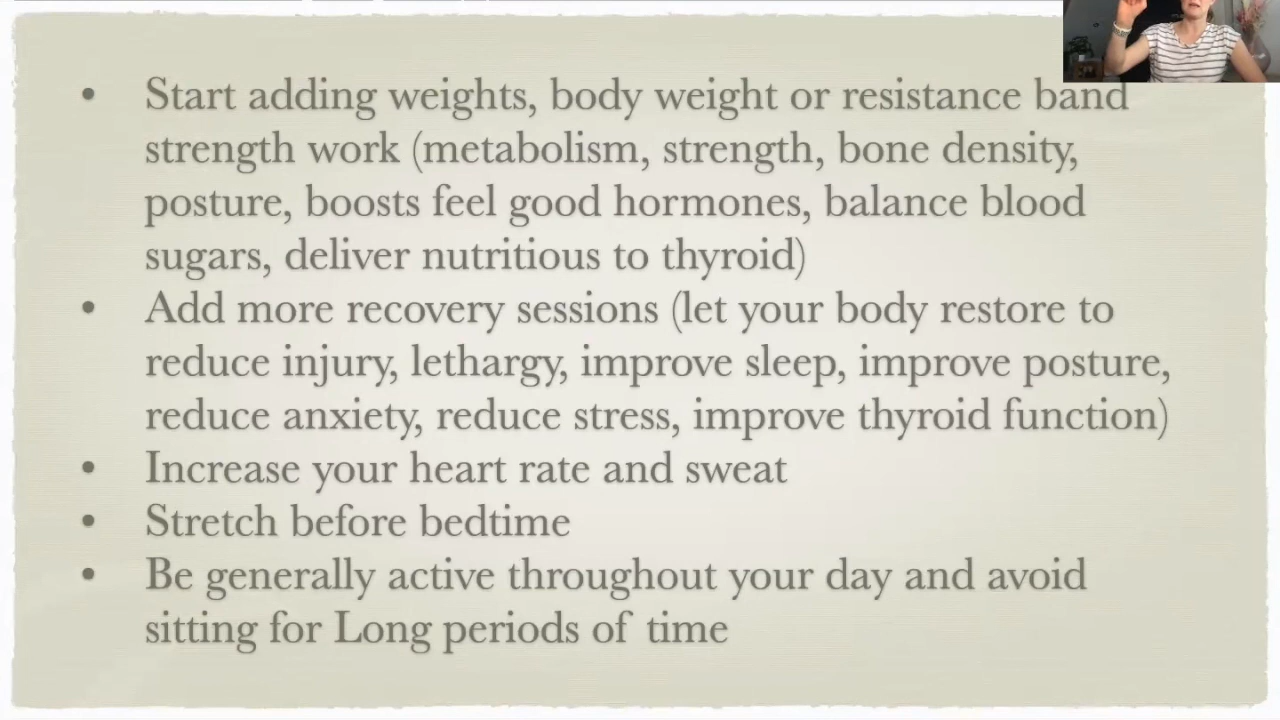 • Start adding weights, body weight or resistance band
strength work (metabolism, strength, bone density,
posture, boosts feel good hormones, balance blood
sugars, deliver nutritious to thyroid)
• Add more recovery sessions (let your body restore to
reduce injury, lethargy, improve sleep, improve posture,
reduce anxiety, reduce stress, improve thyroid function)
• Increase your heart rate and sweat
• Stretch before bedtime
• Be generally active throughout your day and avoid
sitting for Long periods of time